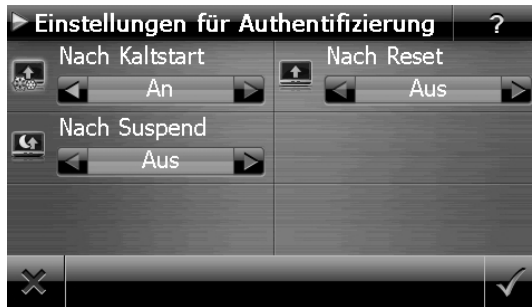 Einstellungen für Authentifizierung ?
Nach Kaltstart
An
Nach Reset
Aus
Nach Suspend
Aus